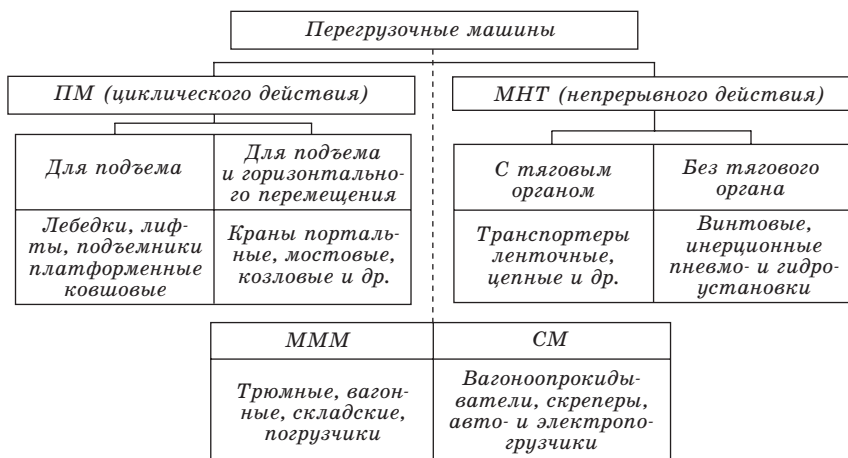 Перегрузочные машины
ПМ (циклического действия)
МНТ (непрерывного действия)
Для подъема
Для подъема
и горизонтально-
го перемещения
С тяговым
органом
Без тягового
органа
Лебедки, лиф-
ты, подъемники
платформенные
ковшовые
Краны порталь-
ные, мостовые,
козловые и др.
Транспортеры
ленточные,
цепные и др.
Винтовые,
инерционные
пневмо- и гидро-
установки
МММ
СМ
Трюмные, вагон-
ные, складские,
погрузчики
Вагоноопрокиды-
ватели, скреперы,
авто- и электропо-
грузчики